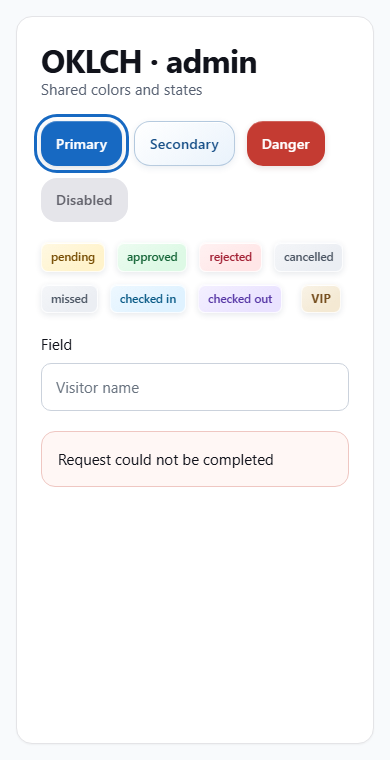 OKLCH · admin
Shared colors and states
Primary Secondary Danger
Disabled
pending approved rejected cancelled
missed checked in checked out VIP
Field
Visitor name
Request could not be completed